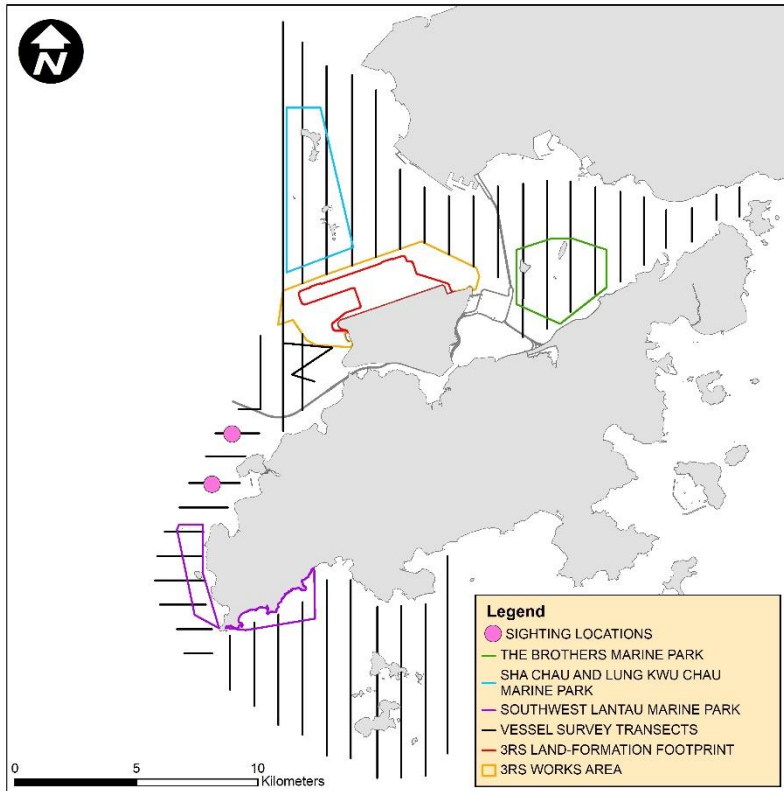 N
Legend
SIGHTING LOCATIONS
THE BROTHERS MARINE PARK
SHA CHAU AND LUNG KWU CHAU
MARINE PARK
SOUTHWEST LANTAU MARINE PARK
VESSEL SURVEY TRANSECTS
3RS LAND-FORMATION FOOTPRINT
3RS WORKS AREA
0 5 10
Kilometers